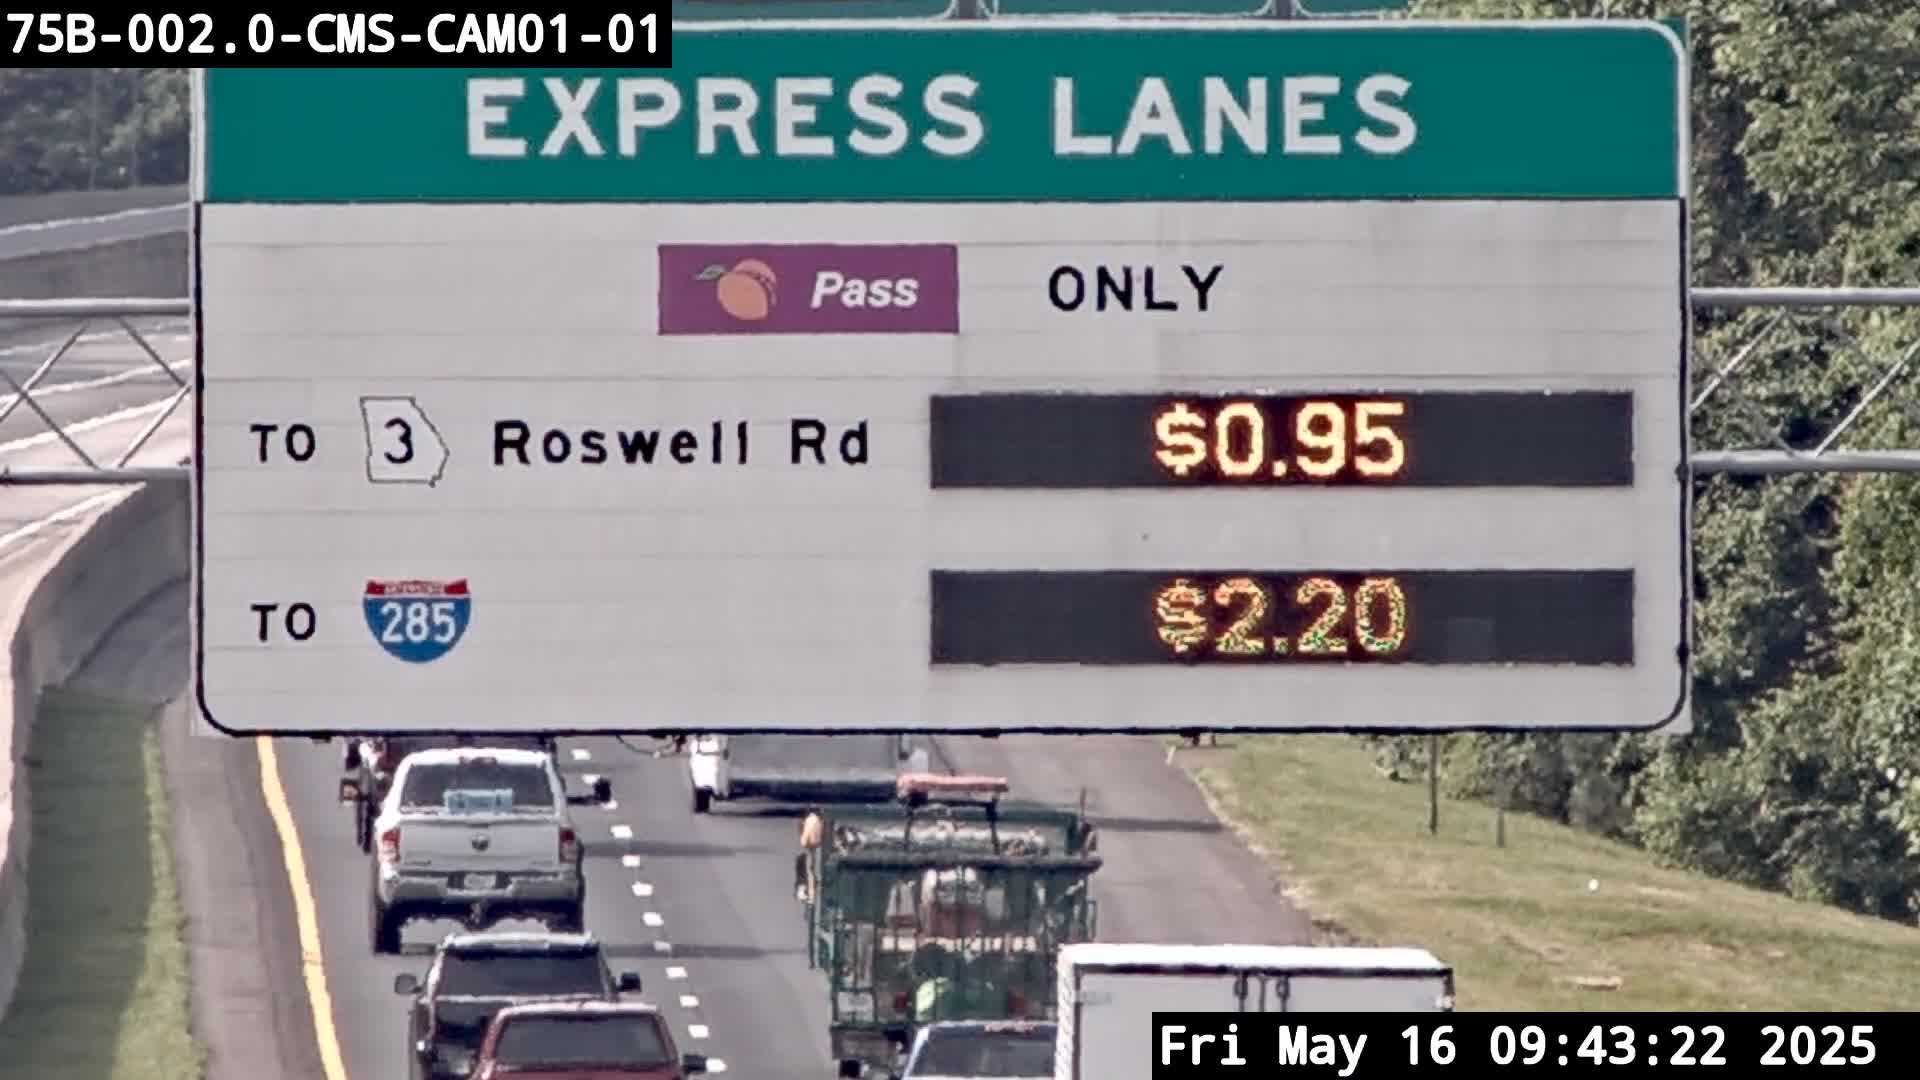 75B-002.0-CMS-CAM01-01
EXPRESS LANES
Pass ONLY
TO 3 Roswell Rd $0.95
TO 285 $2.20
Fri May 16 09:43:22 2025